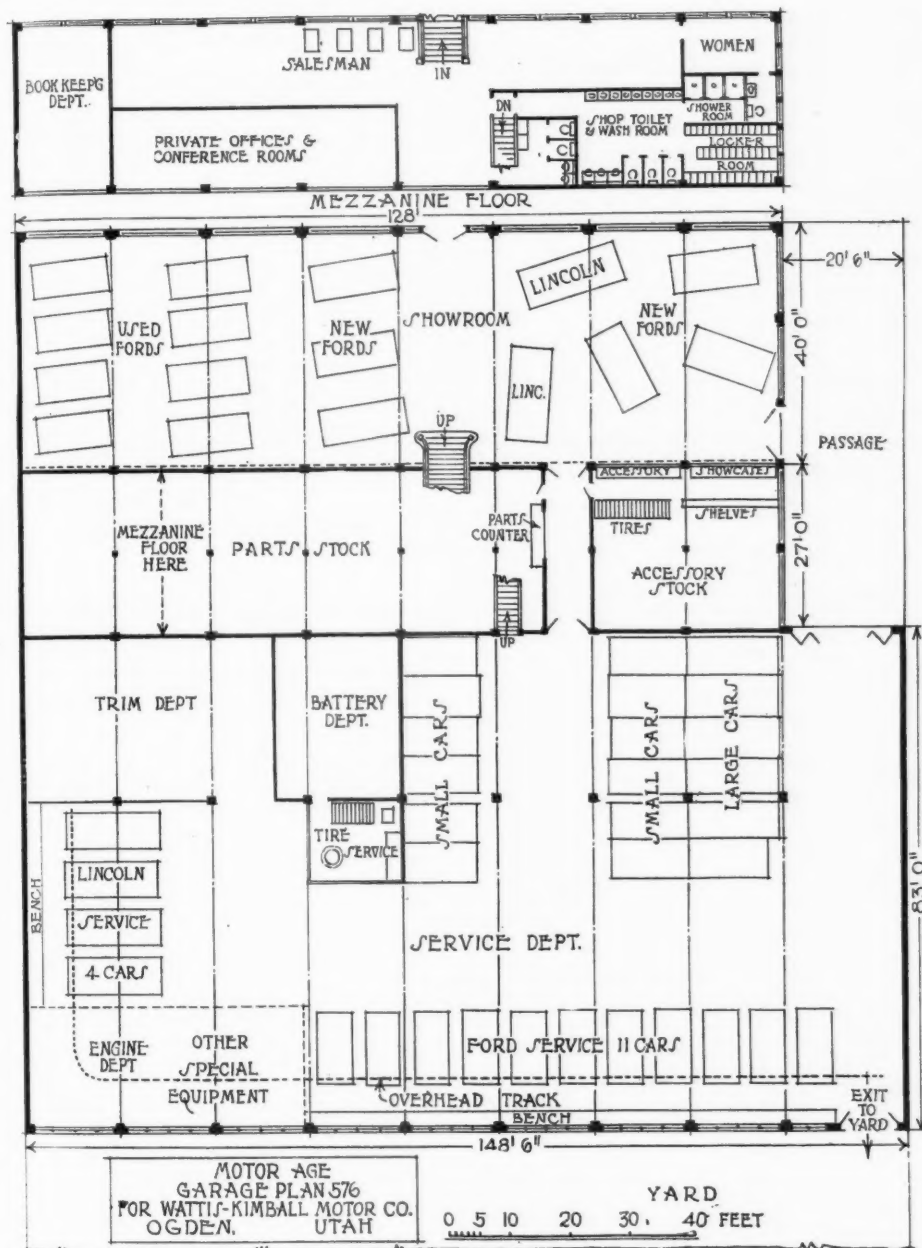 BOOK KEEP'G
DEPT.
SALESMAN
IN
WOMEN
PRIVATE OFFICES &
CONFERENCE ROOMS
DN
SHOP TOILET
& WASH ROOM
SHOWER
ROOM
LOCKER
ROOM
MEZZANINE FLOOR
128'
20' 6"
USED
FORDS
NEW
FORDS
SHOWROOM
LINCOLN
NEW
FORDS
LINC.
40' 0"
UP
PASSAGE
ACCESSORY SHOWCASES
MEZZANINE
FLOOR
HERE
PARTS STOCK
PARTS
COUNTER
TIRES
SHELVES
ACCESSORY
STOCK
27' 0"
UP
TRIM DEPT
BATTERY
DEPT.
SMALL CARS
SMALL CARS
LARGE CARS
TIRE
SERVICE
BENCH
LINCOLN
SERVICE
4 CARS
SERVICE DEPT.
83' 0"
ENGINE
DEPT
OTHER
SPECIAL
EQUIPMENT
FORD SERVICE 11 CARS
OVERHEAD TRACK
BENCH
EXIT
TO
YARD
148' 6"
MOTOR AGE
GARAGE PLAN 576
FOR WATTIS-KIMBALL MOTOR CO.
OGDEN, UTAH
YARD
0 5 10 20 30 40 FEET